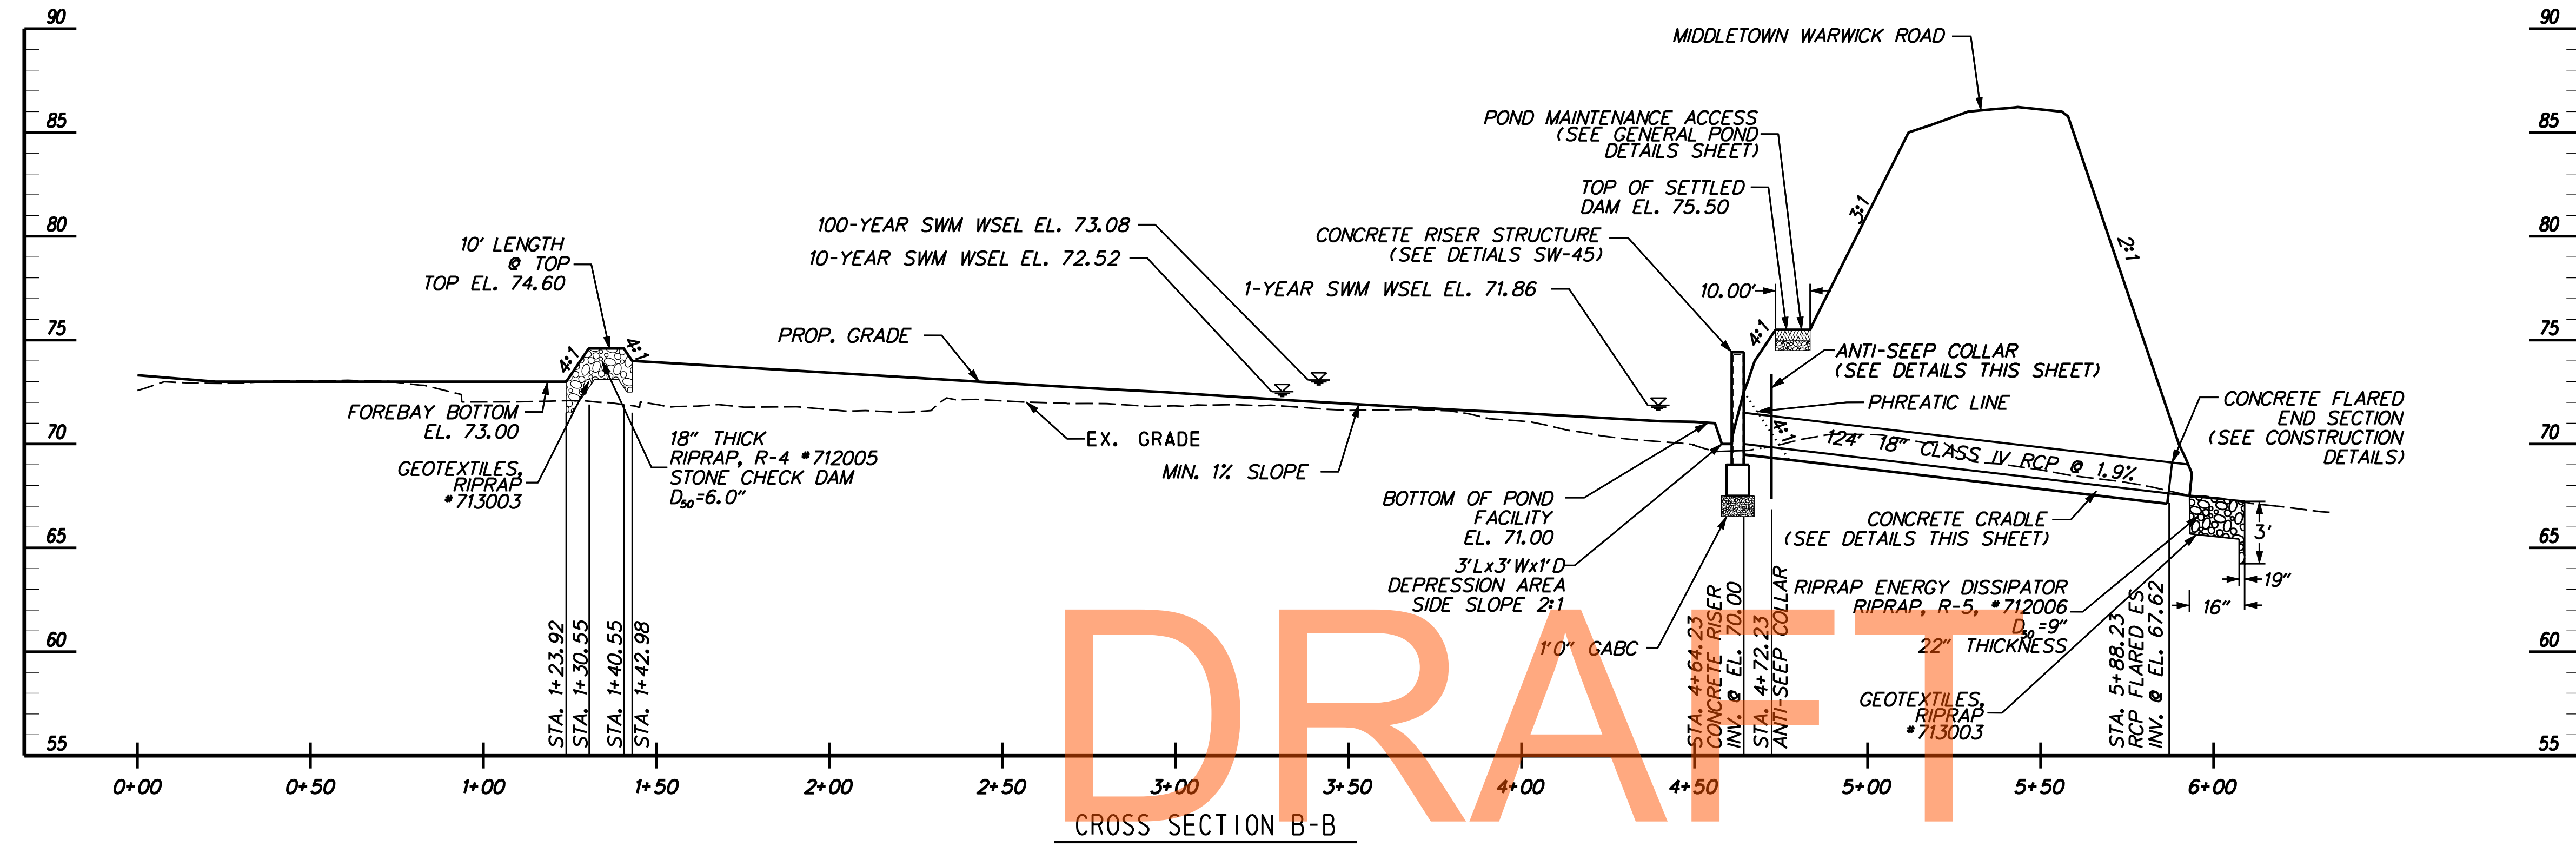 90
85
80
75
70
65
60
55
10' LENGTH
@ TOP
TOP EL. 74.60
4:1
4:1
FOREBAY BOTTOM
EL. 73.00
GEOTEXTILES,
RIPRAP
#713003
18" THICK
RIPRAP, R-4 #712005
STONE CHECK DAM
D50=6.0"
STA. 1+23.92
STA. 1+30.55
STA. 1+40.55
STA. 1+42.98
100-YEAR SWM WSEL EL. 73.08
10-YEAR SWM WSEL EL. 72.52
PROP. GRADE
EX. GRADE
MIN. 1% SLOPE
1-YEAR SWM WSEL EL. 71.86
CONCRETE RISER STRUCTURE
(SEE DETIALS SW-45)
MIDDLETOWN WARWICK ROAD
POND MAINTENANCE ACCESS
(SEE GENERAL POND
DETAILS SHEET)
TOP OF SETTLED
DAM EL. 75.50
10.00'
4:1
3:1
2:1
ANTI-SEEP COLLAR
(SEE DETAILS THIS SHEET)
PHREATIC LINE
4:1
124' 18" CLASS IV RCP @ 1.9%
CONCRETE FLARED
END SECTION
(SEE CONSTRUCTION
DETAILS)
BOTTOM OF POND
FACILITY
EL. 71.00
3'Lx3'Wx1'D
DEPRESSION AREA
SIDE SLOPE 2:1
1'0" GABC
CONCRETE CRADLE
(SEE DETAILS THIS SHEET)
RIPRAP ENERGY DISSIPATOR
RIPRAP, R-5, #712006
D50=9"
22" THICKNESS
GEOTEXTILES,
RIPRAP
#713003
3'
19"
16"
STA. 4+64.23
CONCRETE RISER
INV. @ EL. 70.00
STA. 4+72.23
ANTI-SEEP COLLAR
STA. 5+88.23
RCP FLARED ES
INV. @ EL. 67.62
90
85
80
75
70
65
60
55
0+00 0+50 1+00 1+50 2+00 2+50 3+00 3+50 4+00 4+50 5+00 5+50 6+00
CROSS SECTION B-B
DRAFT